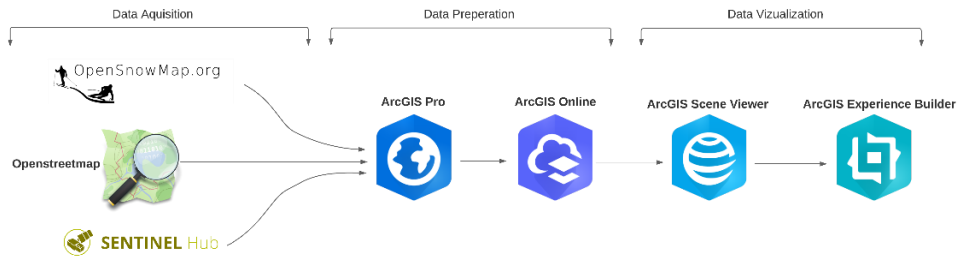 Data Aquisition
Data Preperation
Data Vizualization
OpenSnowMap.org
ArcGIS Pro
ArcGIS Online
ArcGIS Scene Viewer
ArcGIS Experience Builder
Openstreetmap
SENTINEL Hub